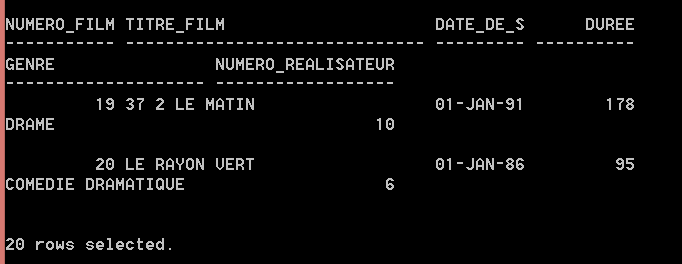 NUMERO_FILM TITRE_FILM                     DATE_DE_S      DUREE
----------- ------------------------------ --------- ----------
GENRE                NUMERO_REALISATEUR
-------------------- ------------------
         19 37 2 LE MATIN                  01-JAN-91        178
DRAME                                10
         20 LE RAYON VERT                  01-JAN-86         95
COMEDIE DRAMATIQUE                    6
20 rows selected.